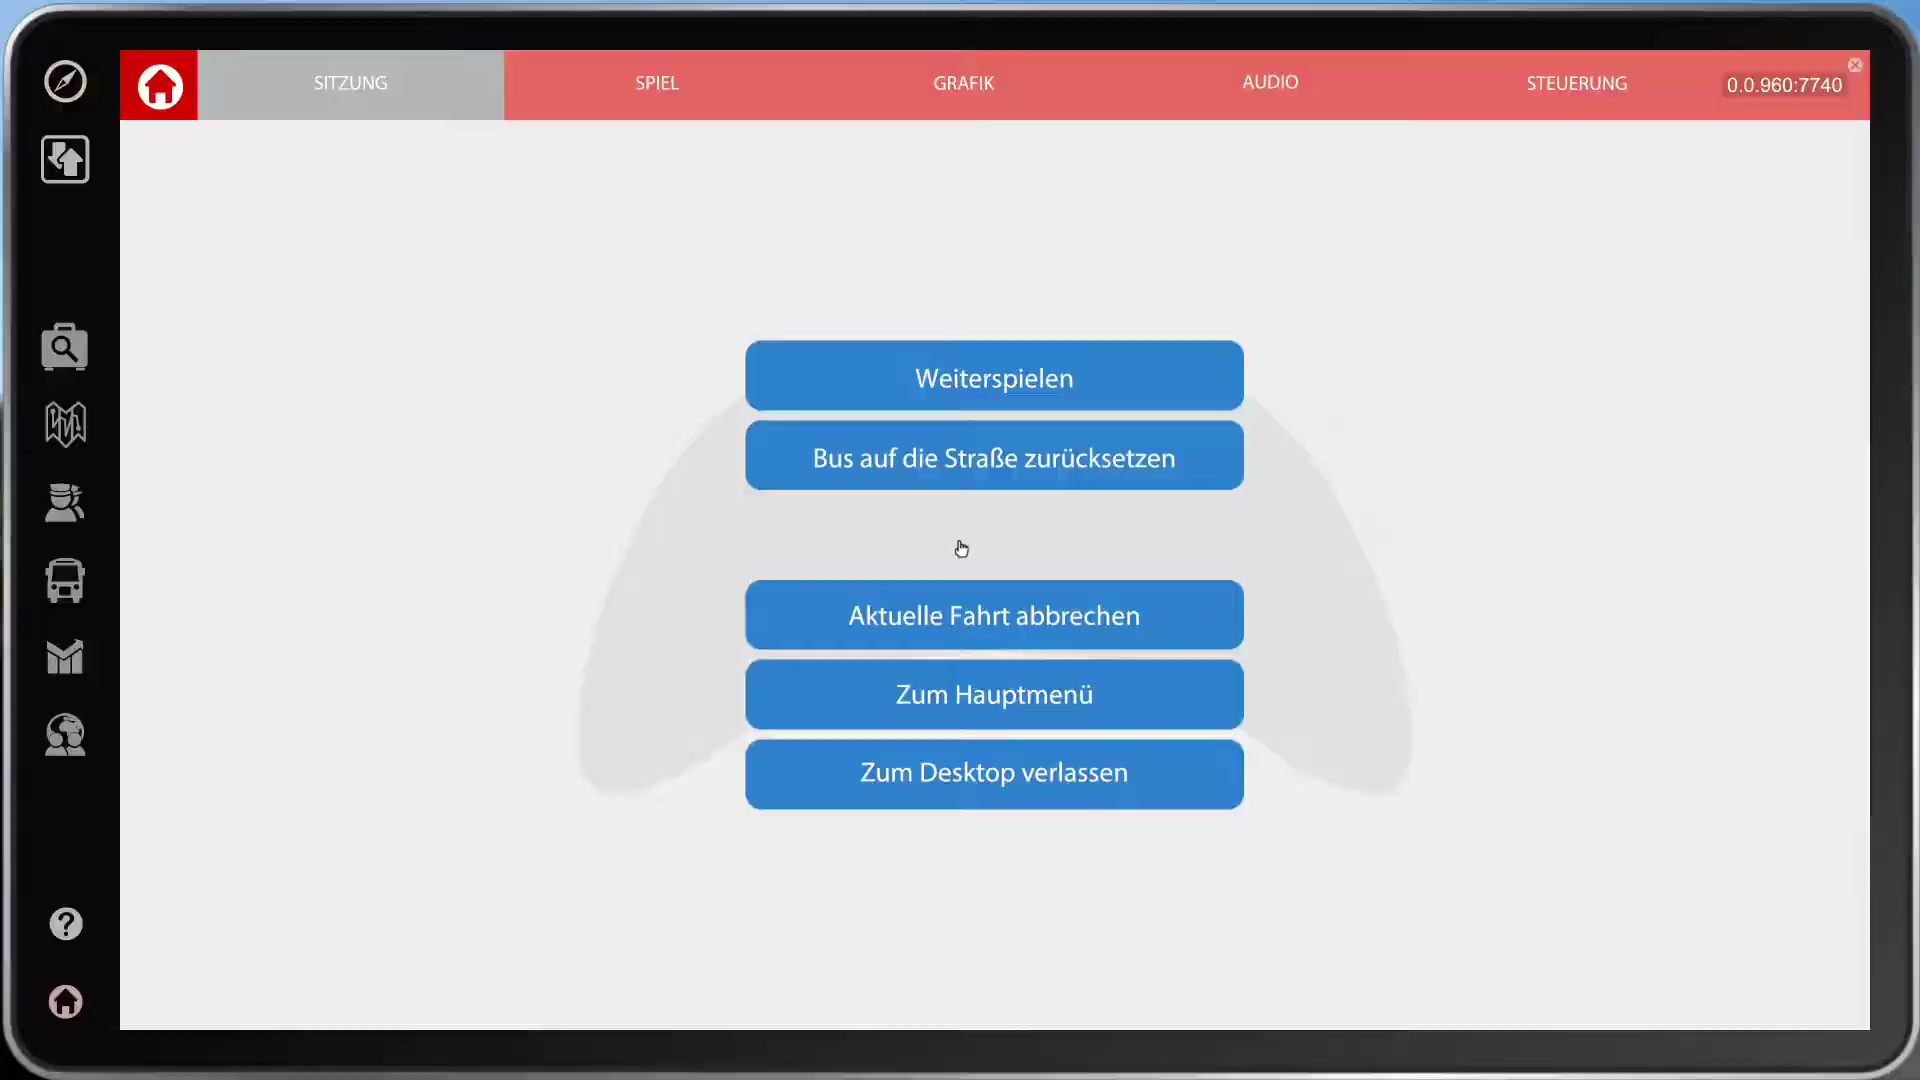 SITZUNG
SPIEL
GRAFIK
AUDIO
STEUERUNG
0.0.960:7740
Weiterspielen
Bus auf die Straße zurücksetzen
Aktuelle Fahrt abbrechen
Zum Hauptmenü
Zum Desktop verlassen